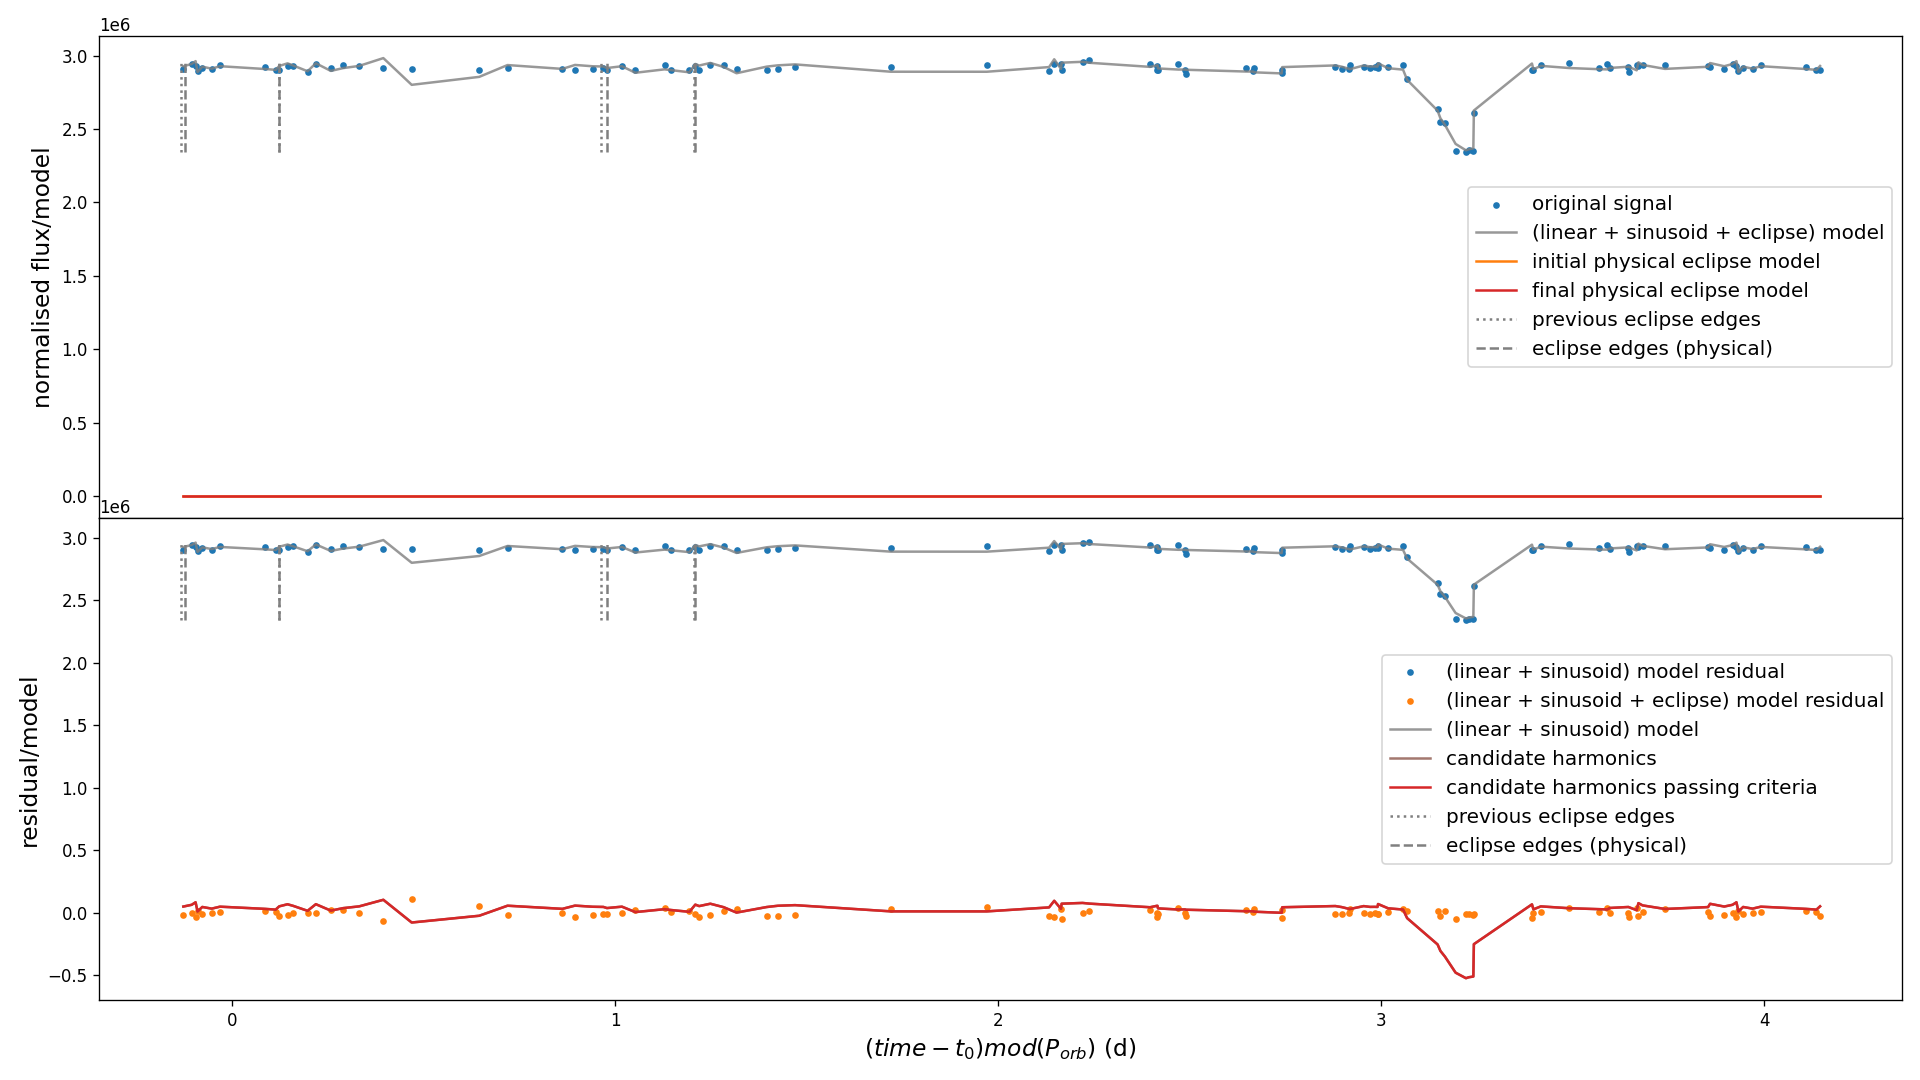 1e6
3.0
2.5
2.0
1.5
1.0
0.5
0.0
normalised flux/model
original signal
(linear + sinusoid + eclipse) model
initial physical eclipse model
final physical eclipse model
previous eclipse edges
eclipse edges (physical)
1e6
3.0
2.5
2.0
1.5
1.0
0.5
0.0
−0.5
residual/model
(linear + sinusoid) model residual
(linear + sinusoid + eclipse) model residual
(linear + sinusoid) model
candidate harmonics
candidate harmonics passing criteria
previous eclipse edges
eclipse edges (physical)
0 1 2 3 4
(time − t₀)mod(Pₒᵣb) (d)